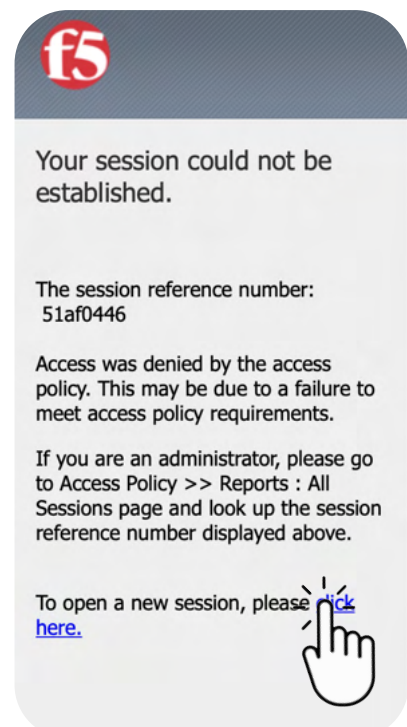 f5
Your session could not be
established.
The session reference number:
51af0446
Access was denied by the access
policy. This may be due to a failure to
meet access policy requirements.
If you are an administrator, please go
to Access Policy >> Reports : All
Sessions page and look up the session
reference number displayed above.
To open a new session, please click
here.